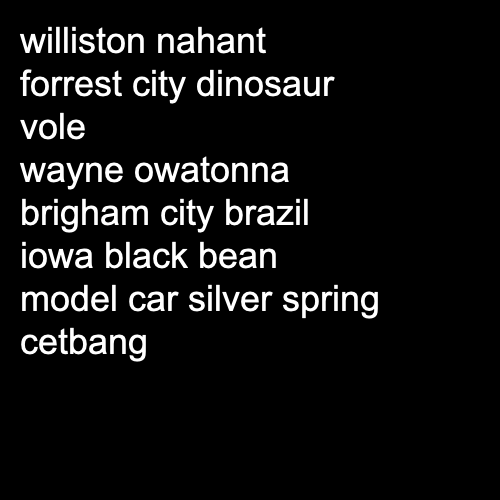 williston nahant
forrest city dinosaur
vole
wayne owatonna
brigham city brazil
iowa black bean
model car silver spring
cetbang